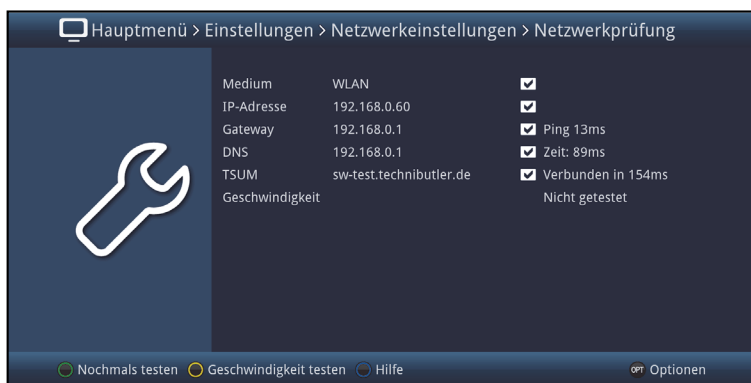 Hauptmenü > Einstellungen > Netzwerkeinstellungen > Netzwerkprüfung
Medium WLAN
IP-Adresse 192.168.0.60
Gateway 192.168.0.1 Ping 13ms
DNS 192.168.0.1 Zeit: 89ms
TSUM sw-test.technibutler.de Verbunden in 154ms
Geschwindigkeit Nicht getestet
Nochmals testen Geschwindigkeit testen Hilfe OPT Optionen